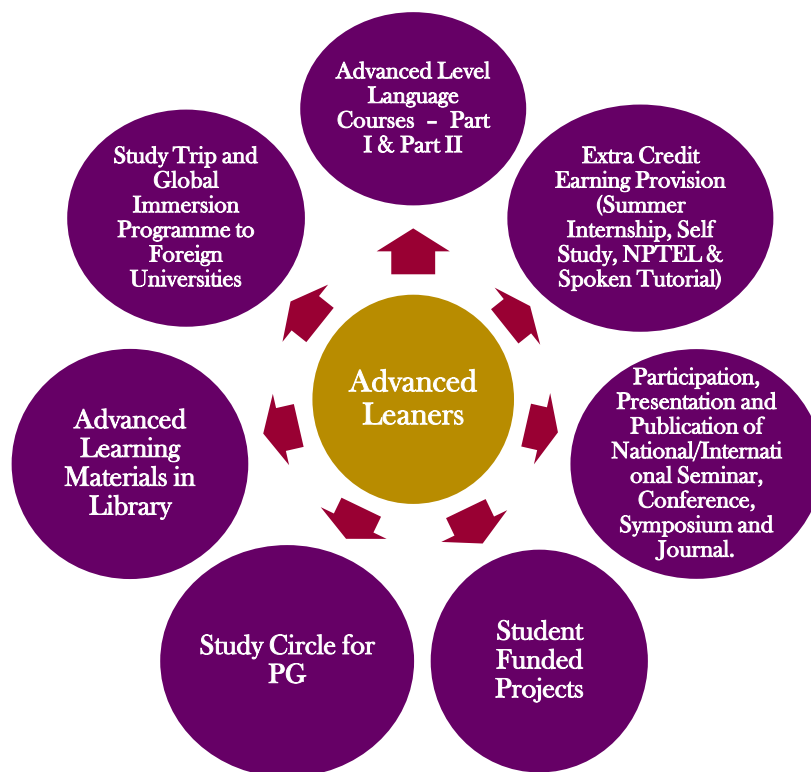 Advanced Level
Language
Courses – Part
I & Part II
Extra Credit
Earning Provision
(Summer
Internship, Self
Study, NPTEL &
Spoken Tutorial)
Participation,
Presentation and
Publication of
National/Internati
onal Seminar,
Conference,
Symposium and
Journal.
Student
Funded
Projects
Study Circle for
PG
Advanced
Learning
Materials in
Library
Study Trip and
Global
Immersion
Programme to
Foreign
Universities
Advanced
Leaners